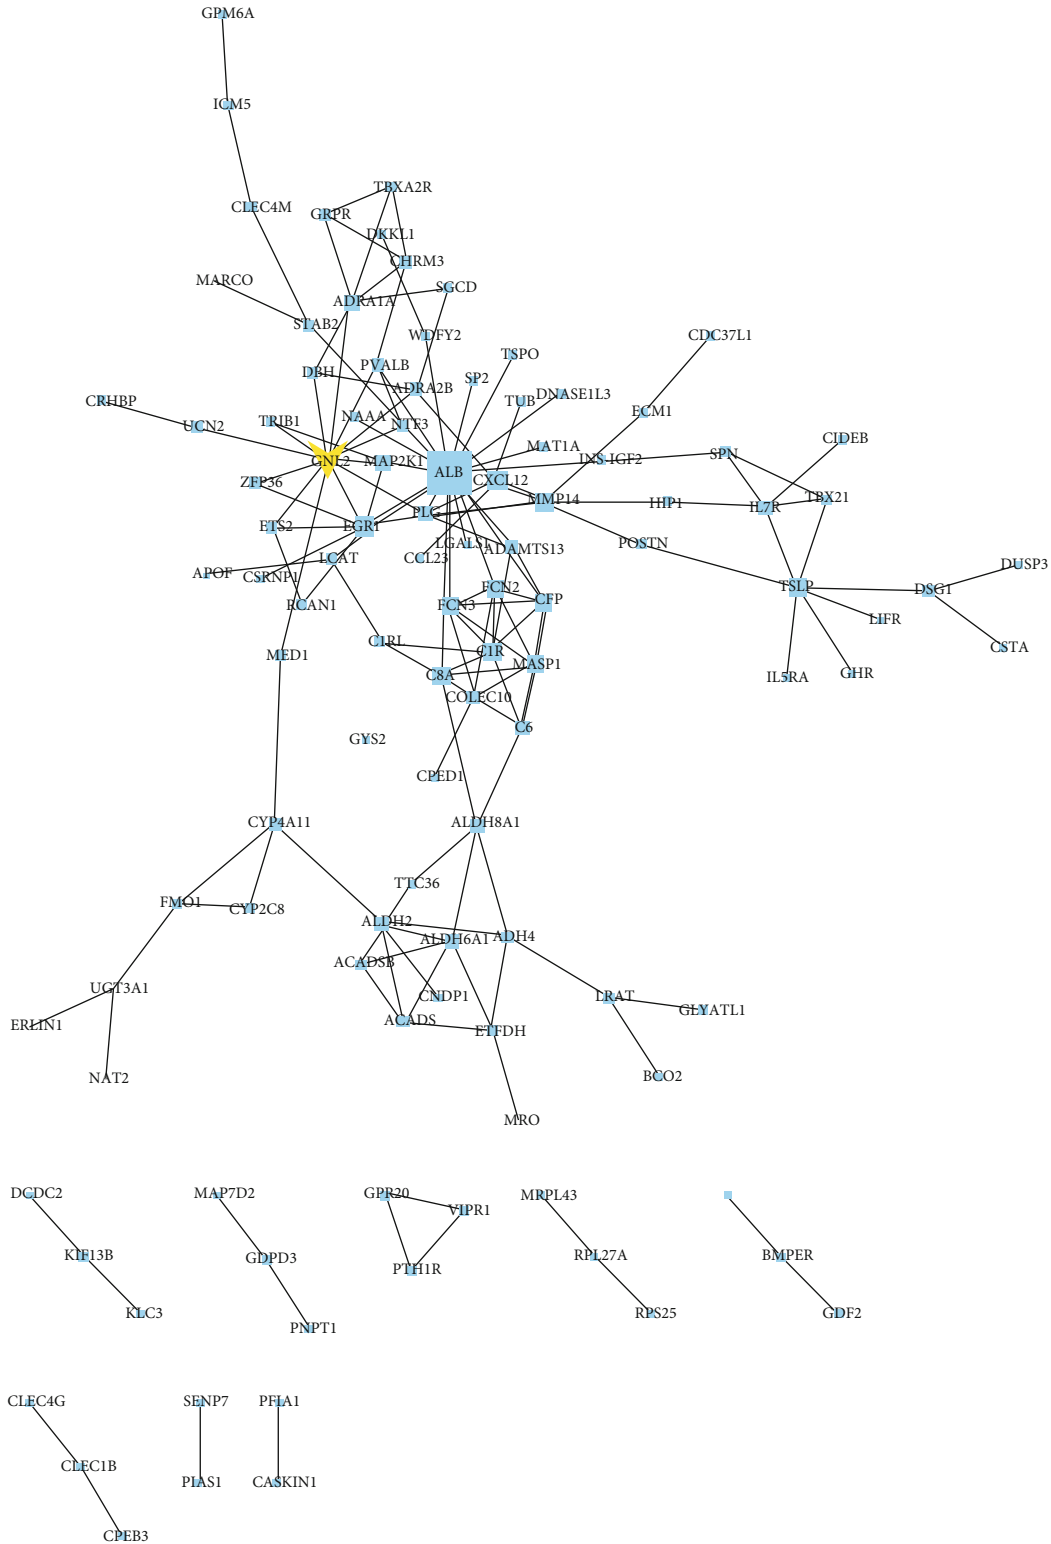 GPM6A
ICM5
CLEC4M
TBXA2R
GRPR
DKKL1
CHRM3
MARCO
SGCD
ADRA1A
STAB2
WDFY2
CDC37L1
TSPO
PVALB
DBH
SP2
ADRA2B
DNASE1L3
CRHBP
TUB
ECM1
NAAA
TRIB1
NTF3
UCN2
CIDEB
MAT1A
SPN
INS-IGF2
GNL2
MAP2K1
ALB
CXCL12
ZFP36
MMP14
HIP1
TBX21
IL7R
PLG
ETS2
EGR1
LGALS1
ADAMTS13
POSTN
LCAT
CCL23
DUSP3
APOF
CSRNP1
FCN2
TSLP
DSG1
RCAN1
FCN3
CFP
LIFR
C1RL
CSTA
MED1
C1R
MASP1
C8A
IL5RA
GHR
COLEC10
C6
GYS2
CPED1
CYP4A11
ALDH8A1
TTC36
FMO1
CYP2C8
ALDH2
ALDH6A1
ADH4
ACADSB
UGT3A1
CNDP1
LRAT
GLYATL1
ERLIN1
ACADS
ETFDH
NAT2
BCO2
MRO
DCDC2
MAP7D2
GPR20
MRPL43
VIPR1
KIF13B
GDPD3
RPL27A
BMPER
PTH1R
KLC3
PNPT1
RPS25
GDF2
CLEC4G
SENP7
PFIA1
CLEC1B
PIAS1
CASKIN1
CPEB3